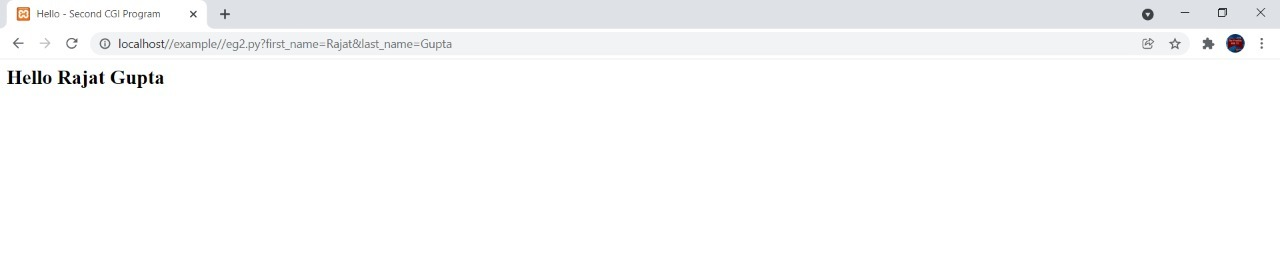 Hello - Second CGI Program
localhost//example//eg2.py?first_name=Rajat&last_name=Gupta
Hello Rajat Gupta